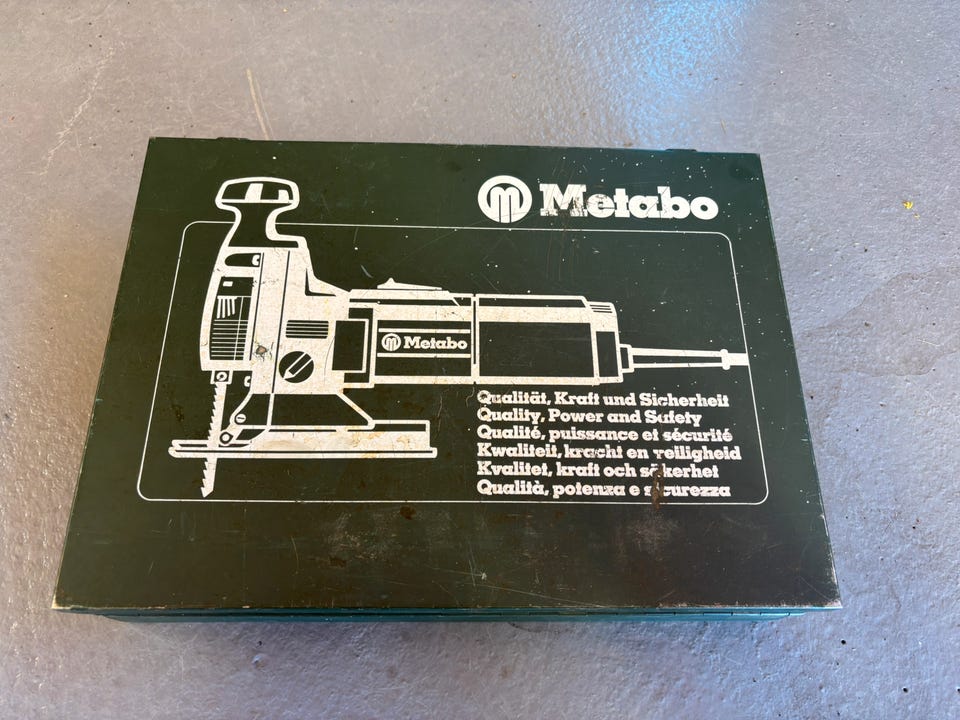 Metabo
Metabo
Qualität, Kraft und Sicherheit
Quality, Power and Safety
Qualité, puissance et sécurité
Kwaliteit, kracht en veiligheid
Kvalitet, kraft och säkerhet
Qualità, potenza e sicurezza